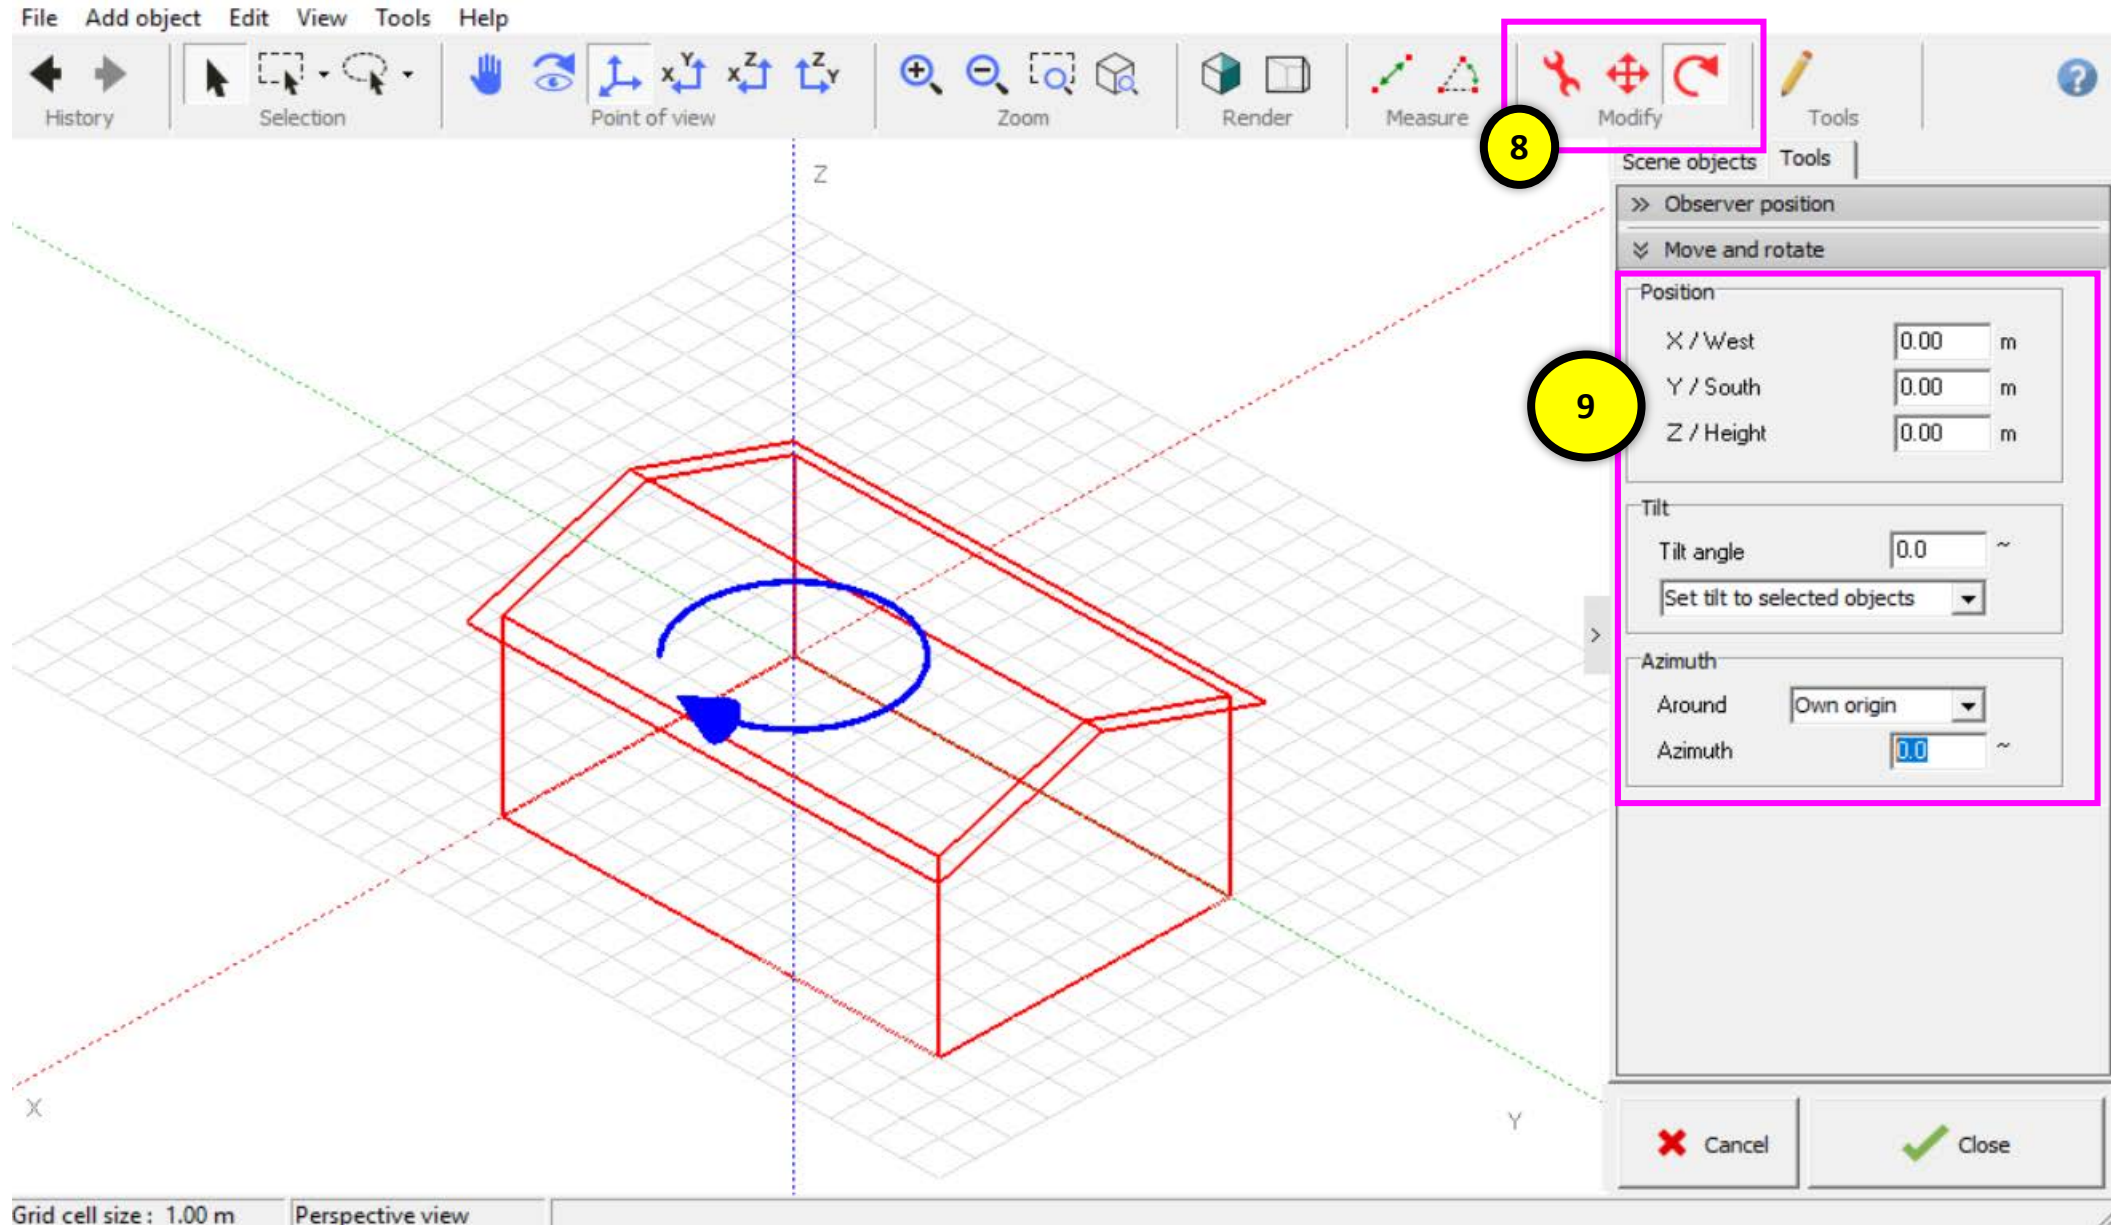 File Add object Edit View Tools Help
X Y X Z Z Y
History Selection Point of view Zoom Render Measure Modify Tools
8
Scene objects Tools
Z
Observer position
Move and rotate
Position
X / West 0.00 m
9
Y / South 0.00 m
Z / Height 0.00 m
Tilt
Tilt angle 0.0 ~
Set tilt to selected objects
>
Azimuth
Around Own origin
Azimuth 0.0 ~
X
Y
Cancel Close
Grid cell size : 1.00 m Perspective view